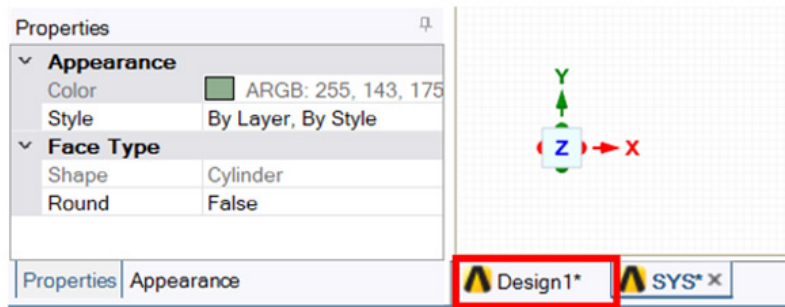 Properties
Appearance
Color ARGB: 255, 143, 175
Style By Layer, By Style
Face Type
Shape Cylinder
Round False
Properties Appearance
Y
Z X
Design1* SYS*